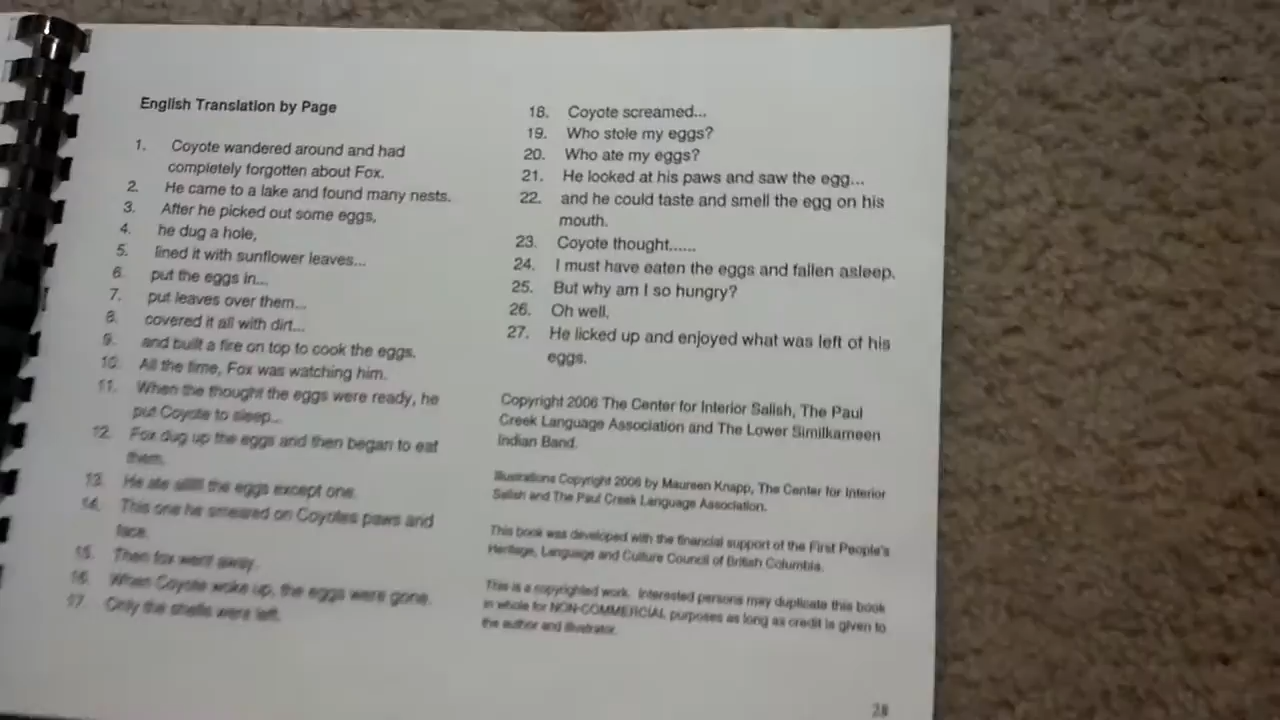 English Translation by Page
1. Coyote wandered around and had
completely forgotten about Fox.
2. He came to a lake and found many nests.
3. After he picked out some eggs,
4. he dug a hole,
5. lined it with sunflower leaves...
6. put the eggs in...
7. put leaves over them...
8. covered it all with dirt...
9. and built a fire on top to cook the eggs.
10. All the time, Fox was watching him.
11. When the thought the eggs were ready, he
put Coyote to sleep...
12. Fox dug up the eggs and then began to eat
them.
13. He ate the eggs except one.
14. This one he smeared on Coyotes paws and
face.
15. Then fox went away.
16. When Coyote woke up, the eggs were gone.
17. Only the shells were left.
18. Coyote screamed...
19. Who stole my eggs?
20. Who ate my eggs?
21. He looked at his paws and saw the egg...
22. and he could taste and smell the egg on his
mouth.
23. Coyote thought......
24. I must have eaten the eggs and fallen asleep.
25. But why am I so hungry?
26. Oh well,
27. He licked up and enjoyed what was left of his
eggs.
Copyright 2006 The Center for Interior Salish, The Paul
Creek Language Association and The Lower Similkameen
Indian Band.
Illustrations Copyright 2006 by Maureen Knapp, The Center for Interior
Salish and The Paul Creek Language Association.
This book was developed with the financial support of the First People's
Heritage, Language and Culture Council of British Columbia.
This is a copyrighted work. Interested persons may duplicate this book
in whole for NON-COMMERCIAL purposes as long as credit is given to
the author and illustrator.
28